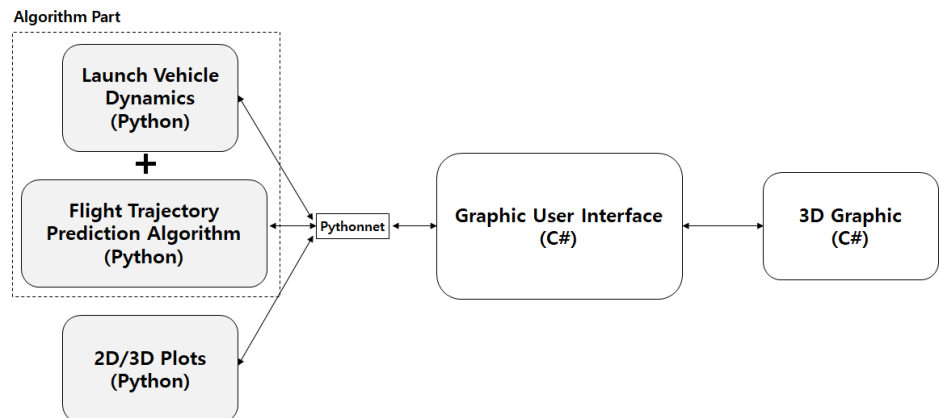 Algorithm Part
Launch Vehicle
Dynamics
(Python)
+
Flight Trajectory
Prediction Algorithm
(Python)
2D/3D Plots
(Python)
Pythonnet
Graphic User Interface
(C#)
3D Graphic
(C#)